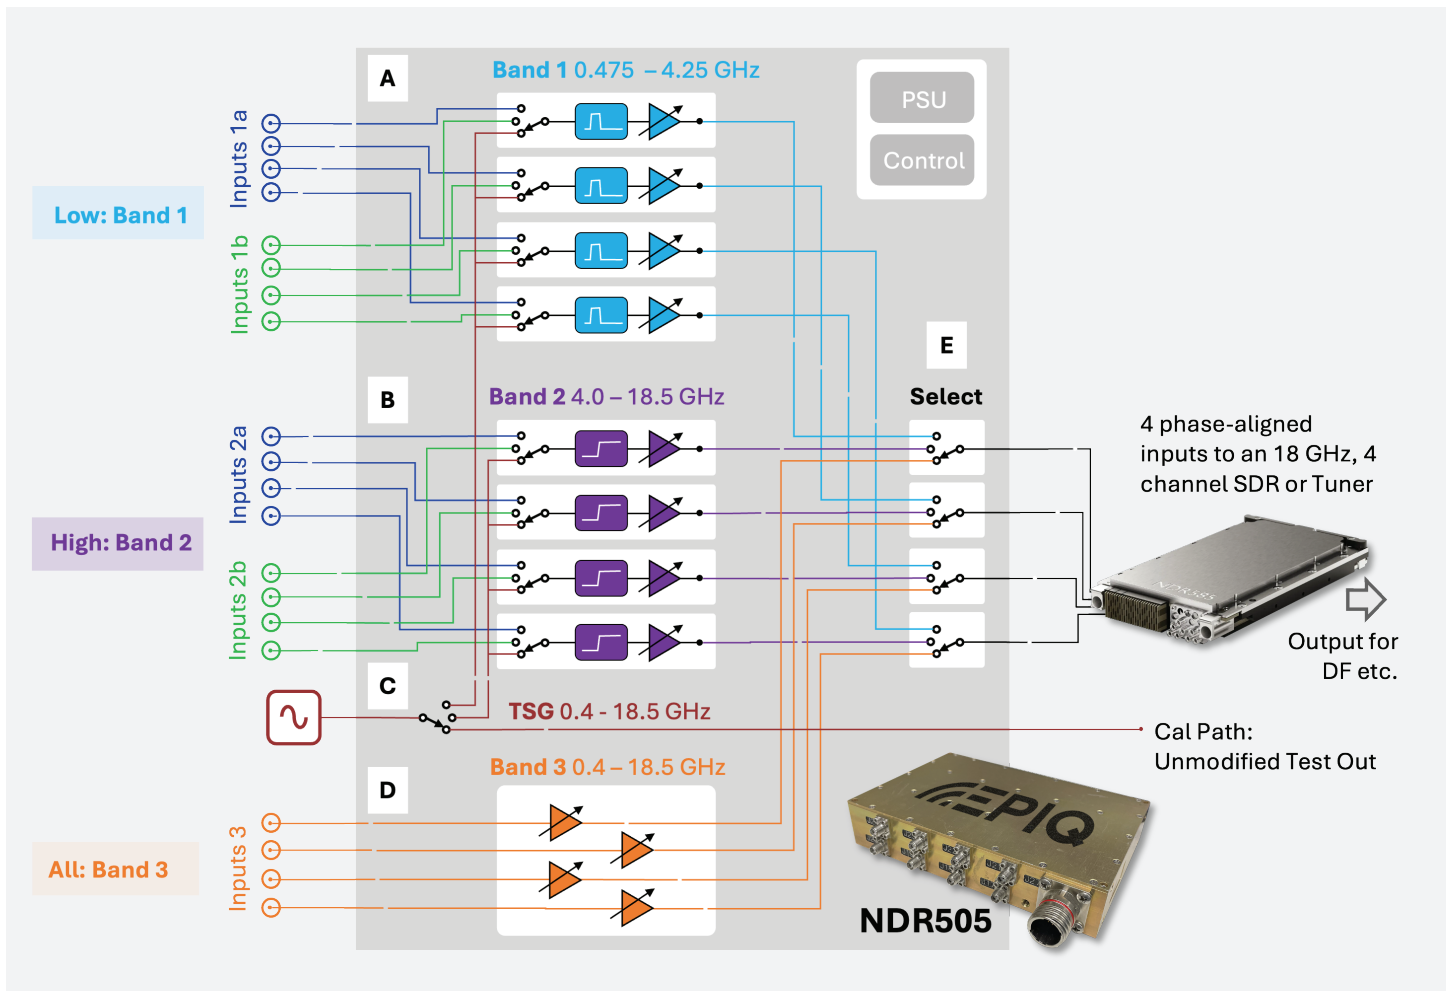 A
Band 1 0.475 – 4.25 GHz
PSU
Control
Inputs 1a
Low: Band 1
Inputs 1b
E
Select
B
Band 2 4.0 – 18.5 GHz
Inputs 2a
High: Band 2
Inputs 2b
4 phase-aligned
inputs to an 18 GHz, 4
channel SDR or Tuner
NDR585
Output for
DF etc.
C
TSG 0.4 - 18.5 GHz
Cal Path:
Unmodified Test Out
Band 3 0.4 – 18.5 GHz
D
Inputs 3
All: Band 3
EPIQ
NDR505